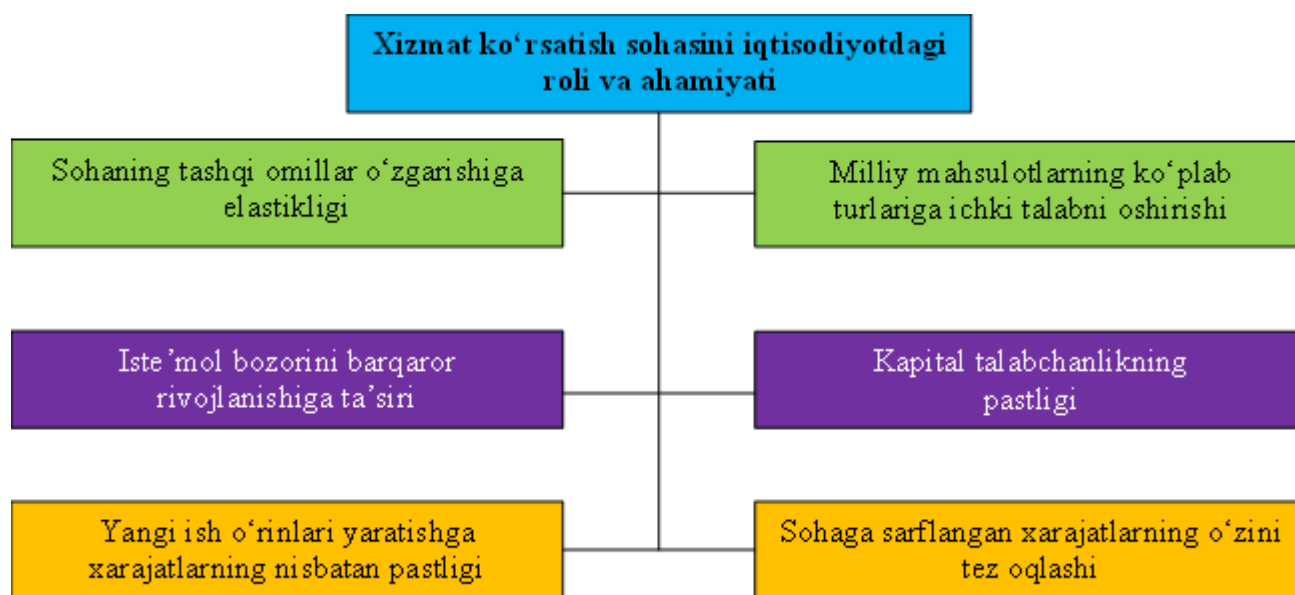 Xizmat ko‘rsatish sohasini iqtisodiyotdagi
roli va ahamiyati
Sohaning tashqi omillar o‘zgarishiga
elastikligi
Milliy mahsulotlarning ko‘plab
turlariga ichki talabni oshirishi
Iste’mol bozorini barqaror
rivojlanishiga ta’siri
Kapital talabchanlikning
pastligi
Yangi ish o‘rinlari yaratishga
xarajatlarning nisbatan pastligi
Sohaga sarflangan xarajatlarning o‘zini
tez oqlashi